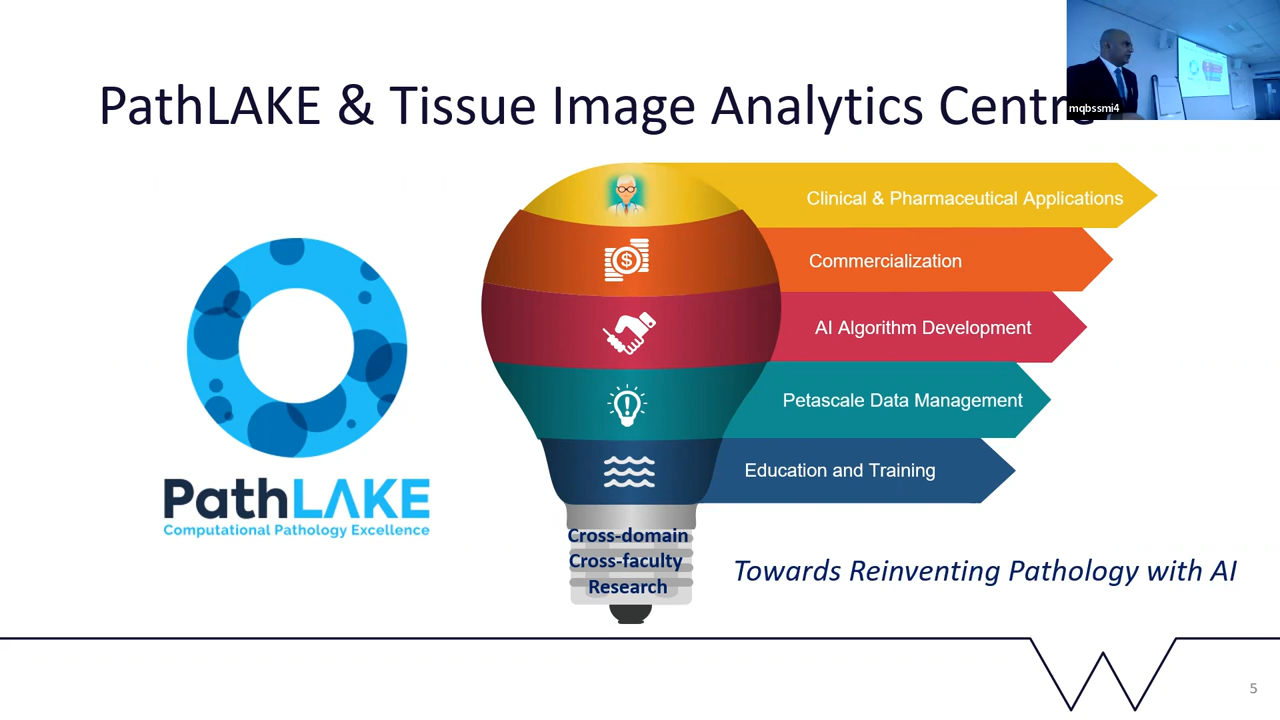 PathLAKE & Tissue Image Analytics Centre
mqbssmi4
Clinical & Pharmaceutical Applications
Commercialization
AI Algorithm Development
Petascale Data Management
Education and Training
PathLAKE
Computational Pathology Excellence
Cross-domain
Cross-faculty
Research
Towards Reinventing Pathology with AI
5